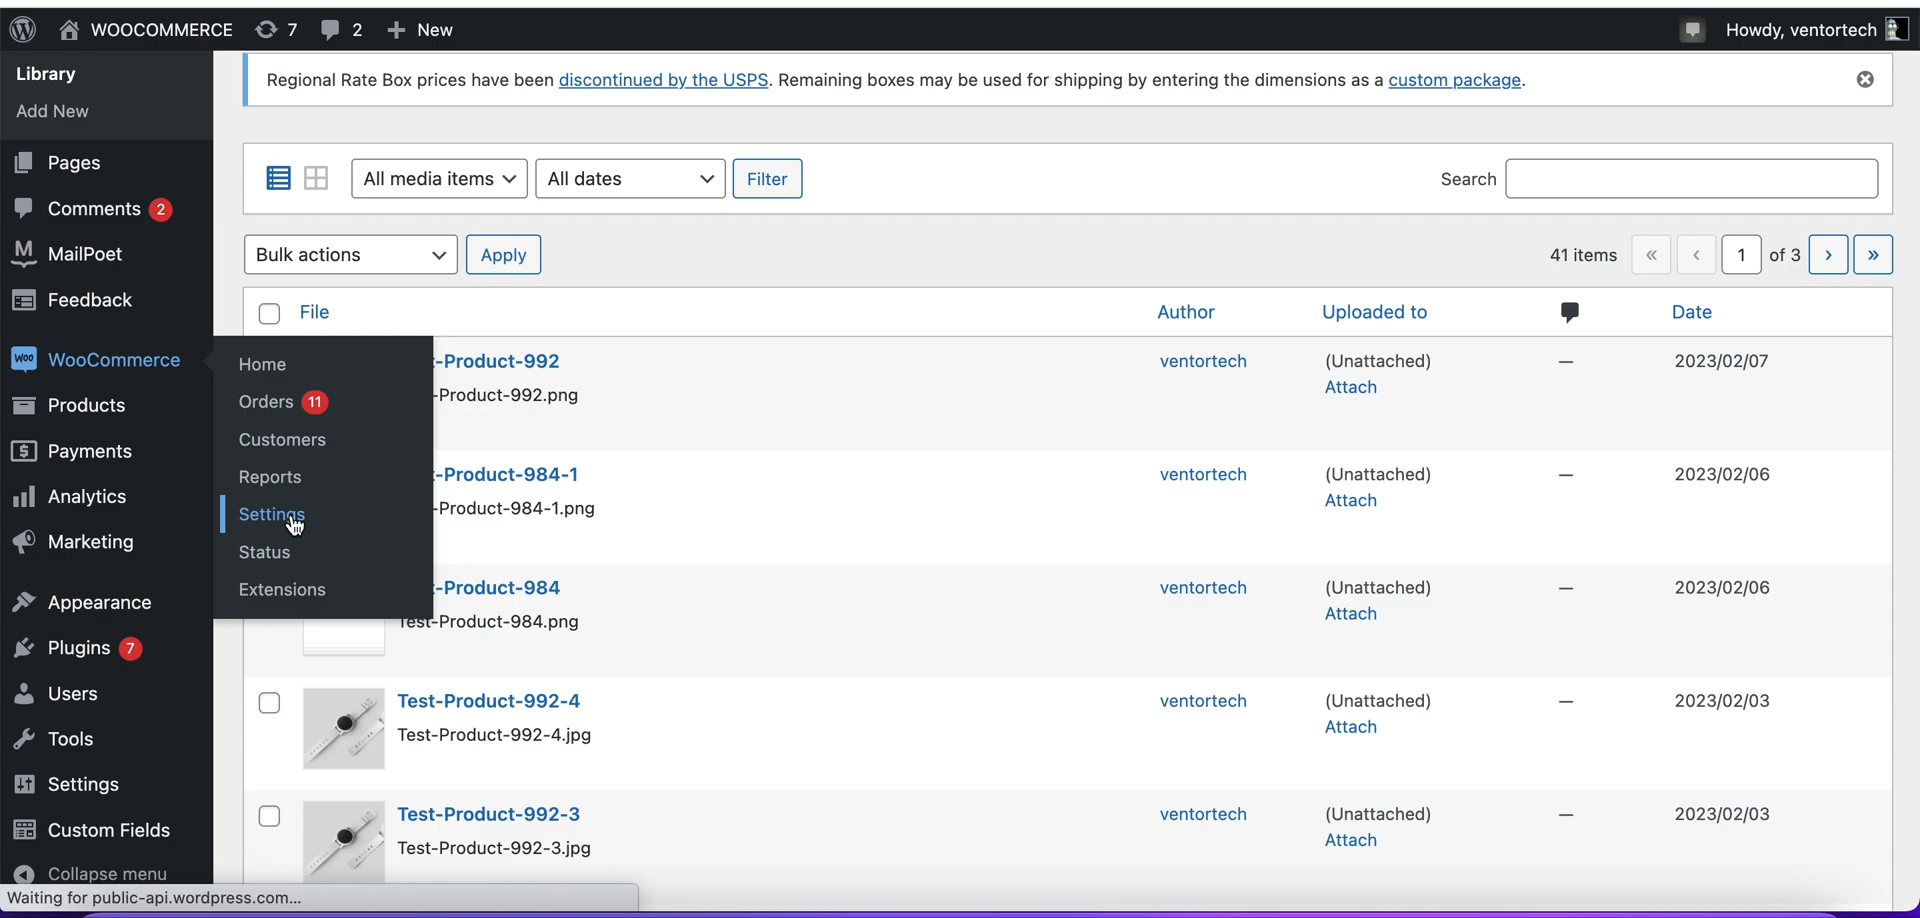 WOOCOMMERCE 7 2 + New Howdy, ventortech
Library
Add New
Pages
Comments 2
MailPoet
Feedback
WooCommerce
Products
Payments
Analytics
Marketing
Appearance
Plugins 7
Users
Tools
Settings
Custom Fields
Collapse menu
Waiting for public-api.wordpress.com...
Home
Orders 11
Customers
Reports
Settings
Status
Extensions
Regional Rate Box prices have been discontinued by the USPS. Remaining boxes may be used for shipping by entering the dimensions as a custom package.
All media items All dates Filter Search
Bulk actions Apply 41 items « ‹ 1 of 3 › »
File Author Uploaded to Date
-Product-992 ventortech (Unattached) — 2023/02/07
-Product-992.png Attach
-Product-984-1 ventortech (Unattached) — 2023/02/06
-Product-984-1.png Attach
-Product-984 ventortech (Unattached) — 2023/02/06
Test-Product-984.png Attach
Test-Product-992-4 ventortech (Unattached) — 2023/02/03
Test-Product-992-4.jpg Attach
Test-Product-992-3 ventortech (Unattached) — 2023/02/03
Test-Product-992-3.jpg Attach